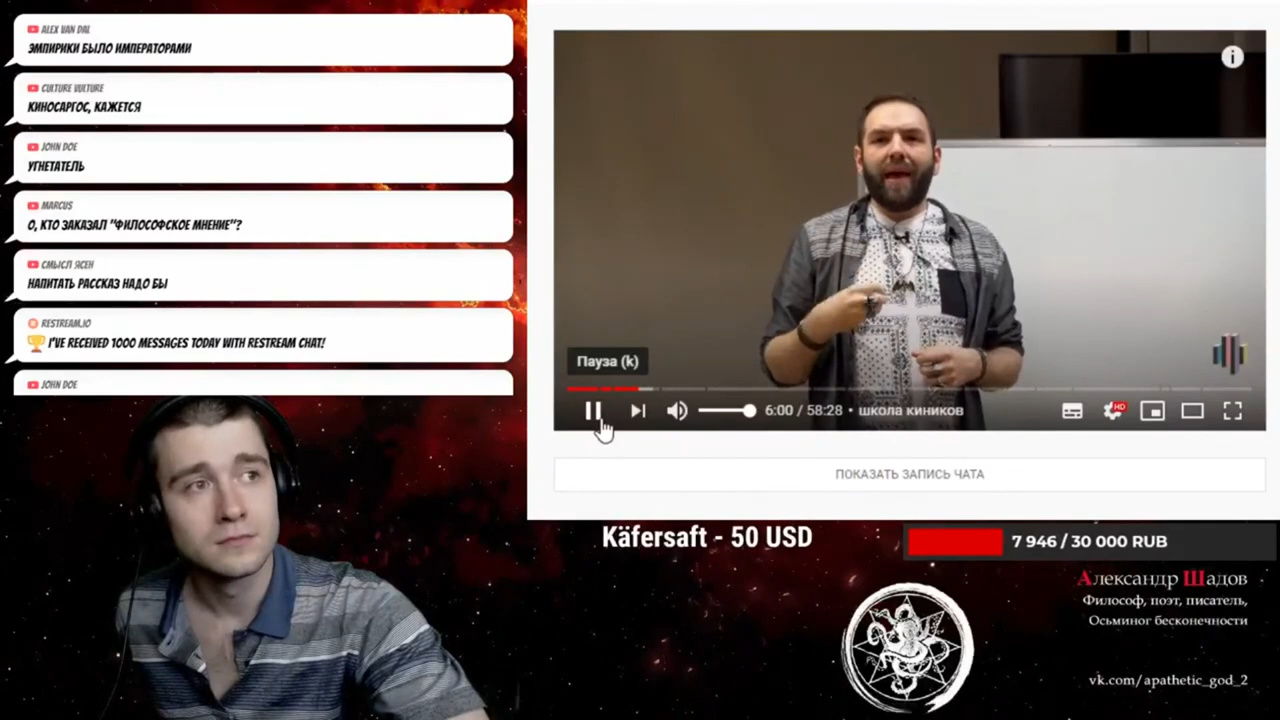 ALEX VAN DAL
ЭМПИРИКИ БЫЛО ИМПЕРАТОРАМИ
CULTURE VULTURE
КИНОСАРГОС, КАЖЕТСЯ
JOHN DOE
УГНЕТАТЕЛЬ
MARCUS
О, КТО ЗАКАЗАЛ "ФИЛОСОФСКОЕ МНЕНИЕ"?
СМЫСЛ ЯСЕН
НАПИТАТЬ РАССКАЗ НАДО БЫ
RESTREAM.IO
I'VE RECEIVED 1000 MESSAGES TODAY WITH RESTREAM CHAT!
JOHN DOE
Пауза (k)
6:00 / 58:28 • школа киников
HD
ПОКАЗАТЬ ЗАПИСЬ ЧАТА
Käfersaft - 50 USD
7 946 / 30 000 RUB
Александр Шадов
Философ, поэт, писатель,
Осьминог бесконечности
vk.com/apathetic_god_2